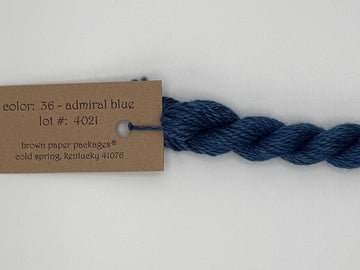 color: 36 - admiral blue
lot #: 4021
brown paper packages®
cold spring, kentucky 41076